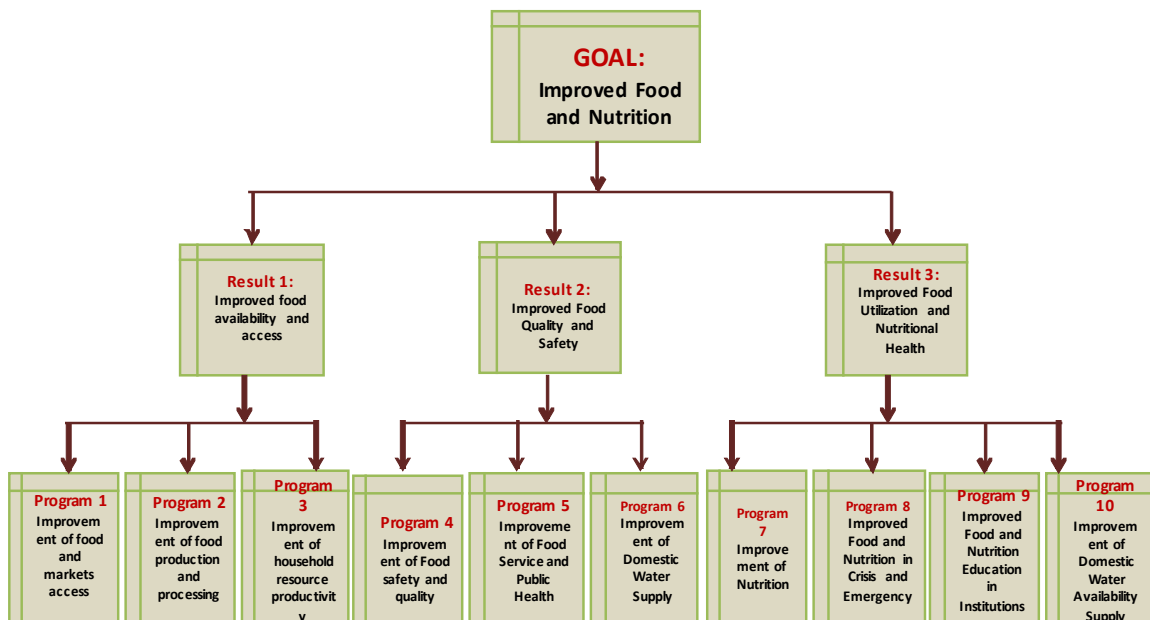 GOAL:
Improved Food
and Nutrition
Result 1:
Improved food
availability and
access
Result 2:
Improved Food
Quality and
Safety
Result 3:
Improved Food
Utilization and
Nutritional
Health
Program 1
Improvem
ent of food
and
markets
access
Program 2
Improvem
ent of food
production
and
processing
Program
3
Improvem
ent of
household
resource
productivit
y
Program 4
Improvem
ent of Food
safety and
quality
Program 5
Improveme
nt of Food
Service and
Public
Health
Program 6
Improvem
ent of
Domestic
Water
Supply
Program
7
Improve
ment of
Nutrition
Program 8
Improved
Food and
Nutrition in
Crisis and
Emergency
Program 9
Improved
Food and
Nutrition
Education
in
Institutions
Program
10
Improvem
ent of
Domestic
Water
Availability
Supply